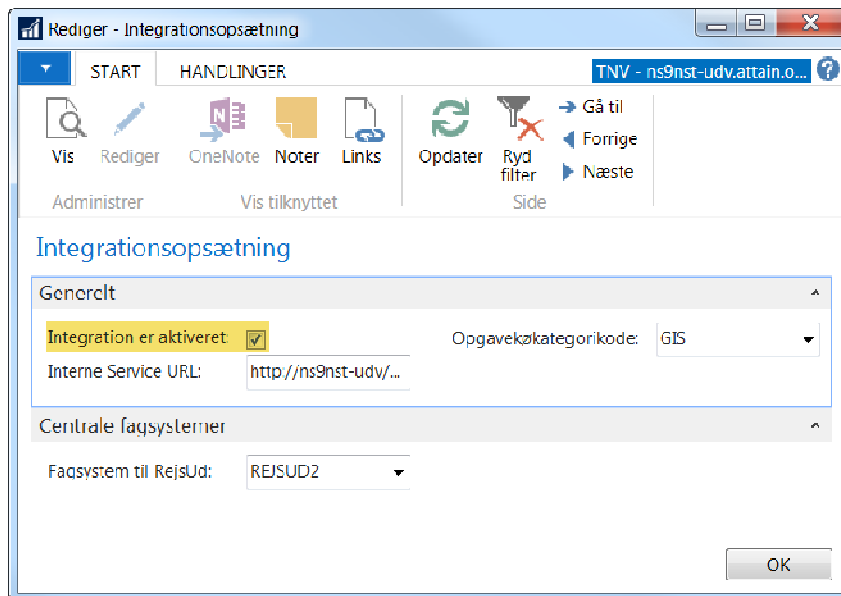 Rediger - Integrationsopsætning
START HANDLINGER TNV - ns9nst-udv.attain.o...
Vis Rediger OneNote Noter Links Opdater Ryd filter Gå til
Forrige
Næste
Administrer Vis tilknyttet Side
Integrationsopsætning
Generelt
Integration er aktiveret: Opgavekøkategorikode: GIS
Interne Service URL: http://ns9nst-udv/...
Centrale fagsystemer
Fagsystem til RejsUd: REJSUD2
OK